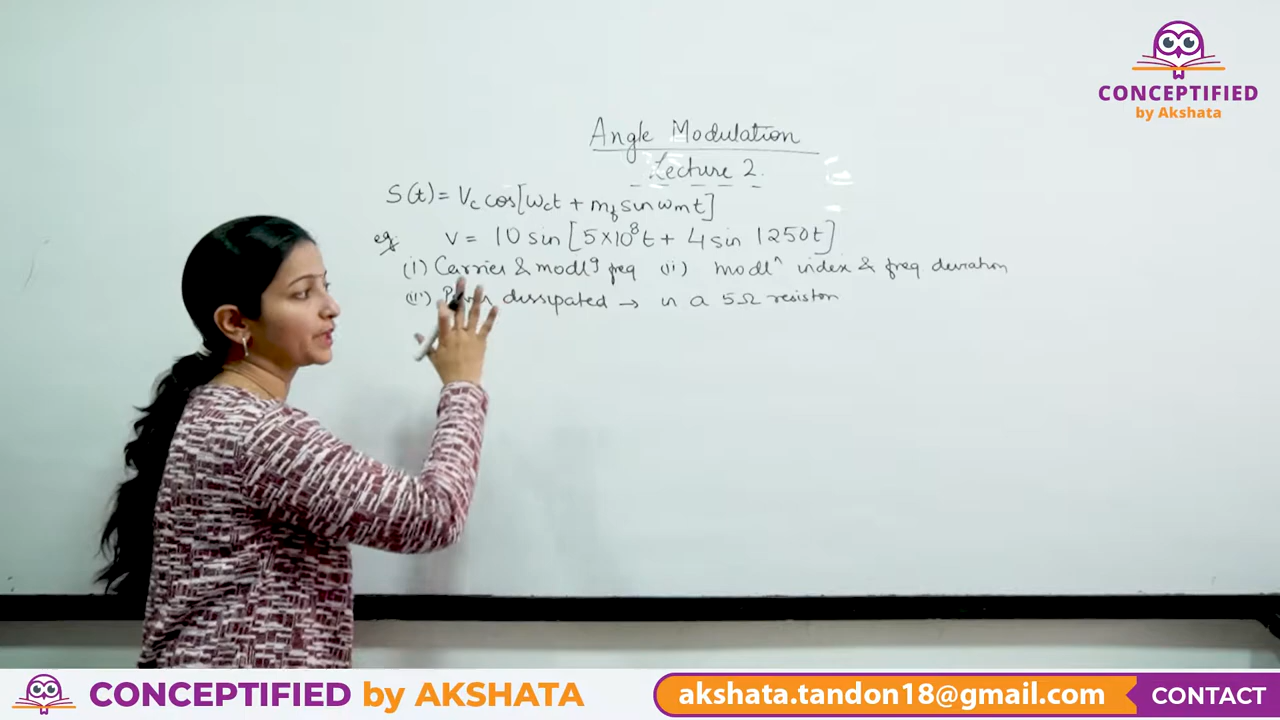 CONCEPTIFIED
by Akshata
Angle Modulation
Lecture 2.
S(t) = Vc cos[ωct + mf sin ωmt]
eg. v = 10 sin [5×10⁸t + 4 sin 1250t]
(i) Carrier & modlᵍ freq (ii) modlⁿ index & freq deviation
(iii) Power dissipated → in a 5Ω resistor
CONCEPTIFIED by AKSHATA
akshata.tandon18@gmail.com
CONTACT